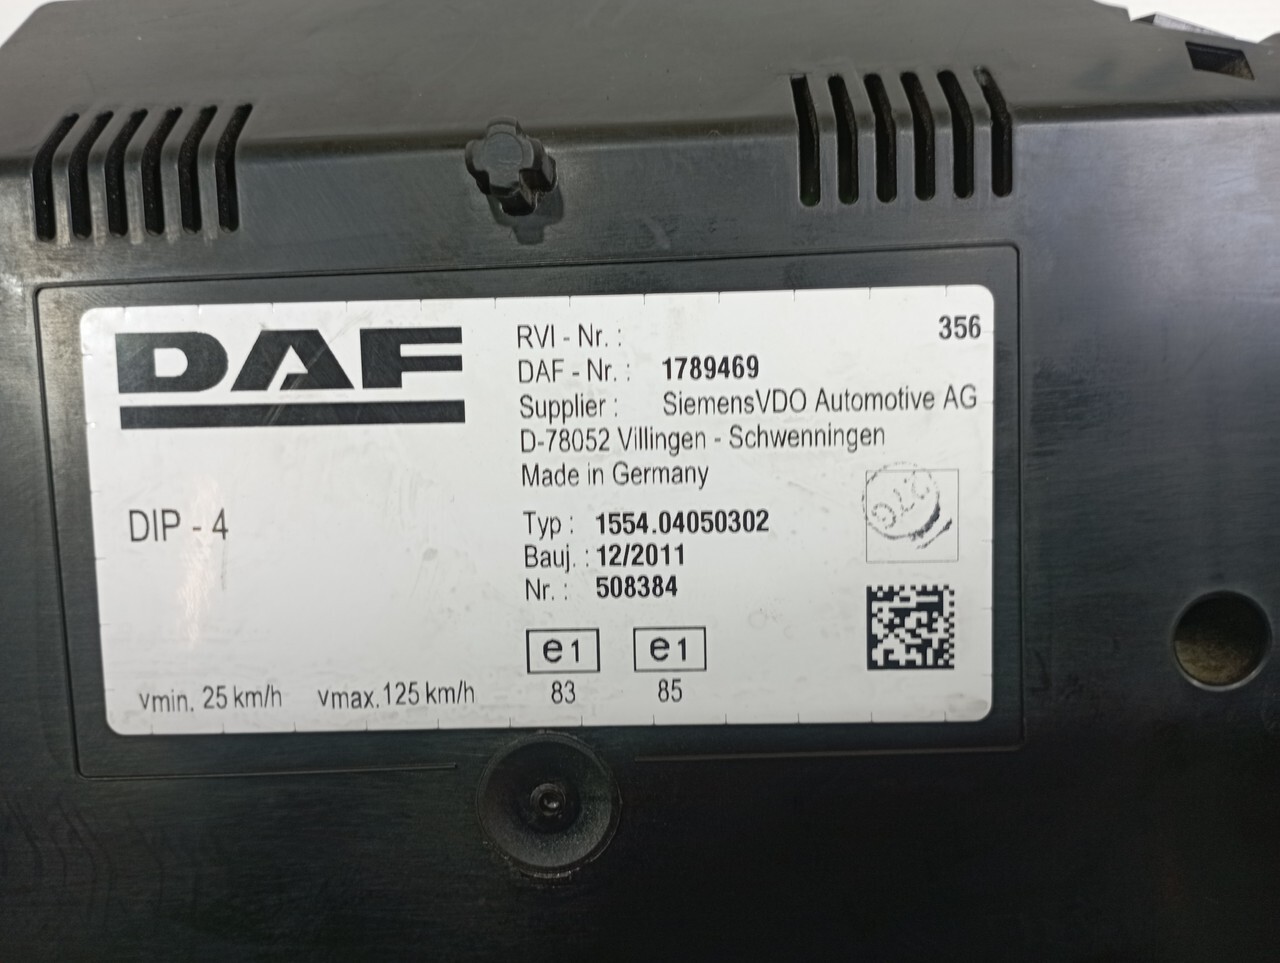 DAF
RVI - Nr. : 356
DAF - Nr. : 1789469
Supplier : SiemensVDO Automotive AG
D-78052 Villingen - Schwenningen
Made in Germany
DIP - 4
Typ : 1554.04050302
Bauj. : 12/2011
Nr. : 508384
e1 e1
83 85
vmin. 25 km/h vmax. 125 km/h